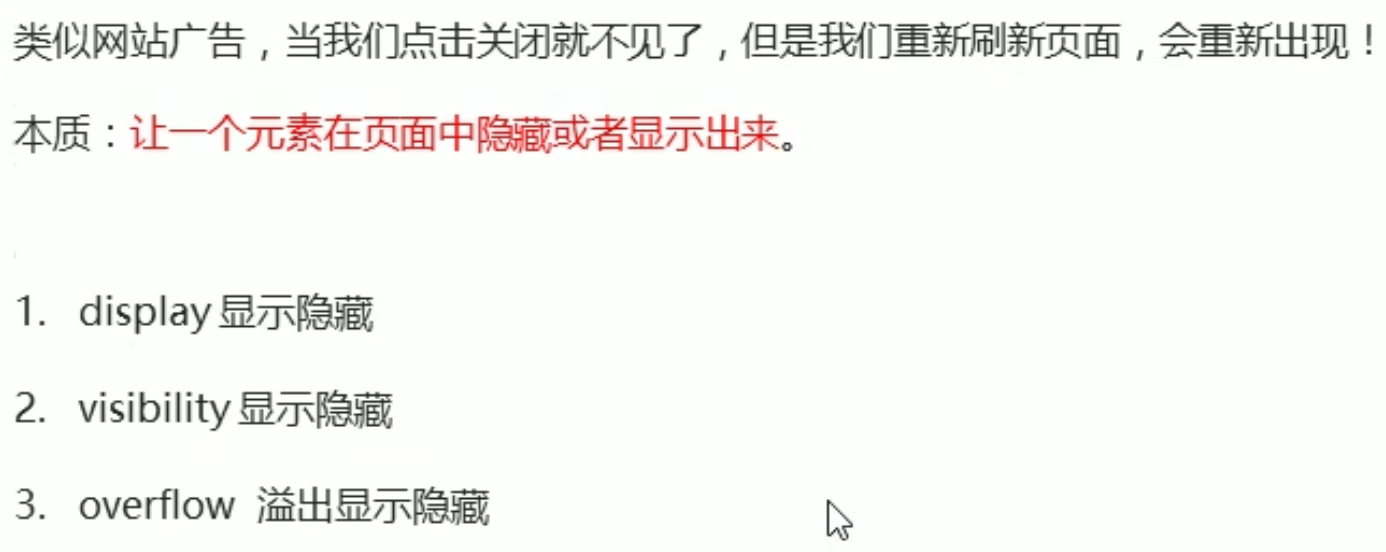 类似网站广告，当我们点击关闭就不见了，但是我们重新刷新页面，会重新出现！
本质：让一个元素在页面中隐藏或者显示出来。
1. display 显示隐藏
2. visibility 显示隐藏
3. overflow 溢出显示隐藏